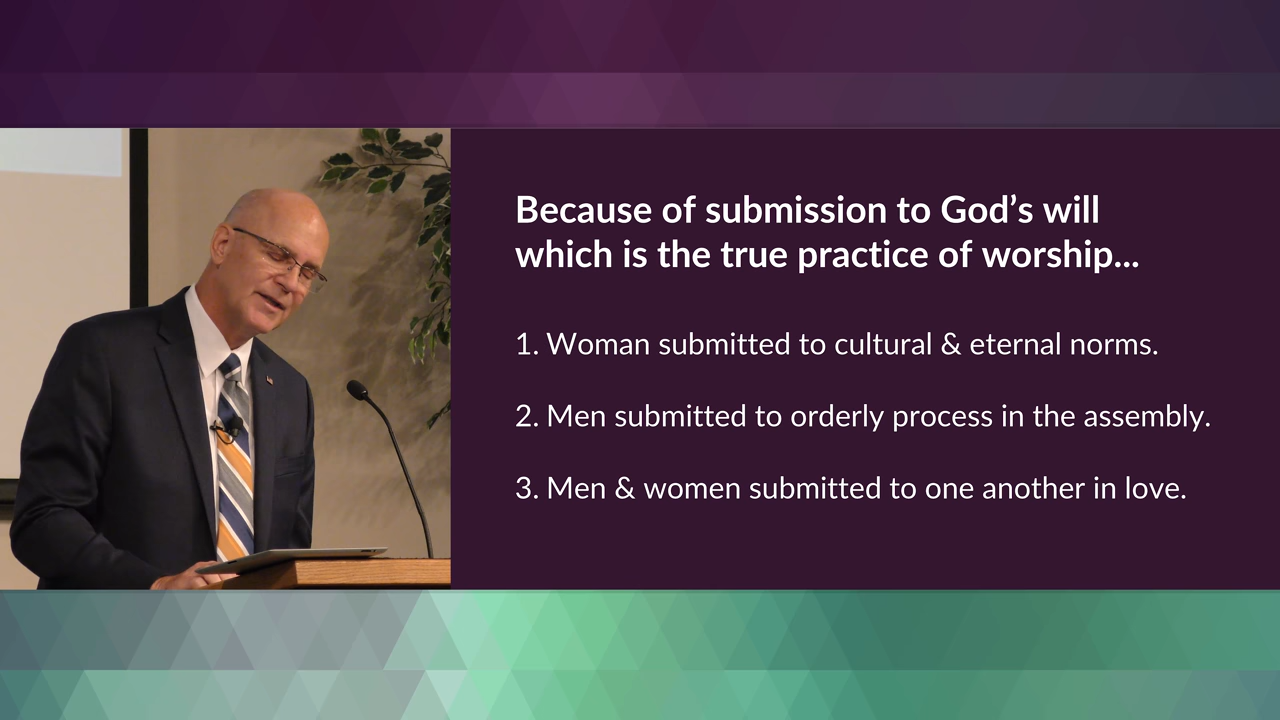 Because of submission to God’s will
which is the true practice of worship...
1. Woman submitted to cultural & eternal norms.
2. Men submitted to orderly process in the assembly.
3. Men & women submitted to one another in love.